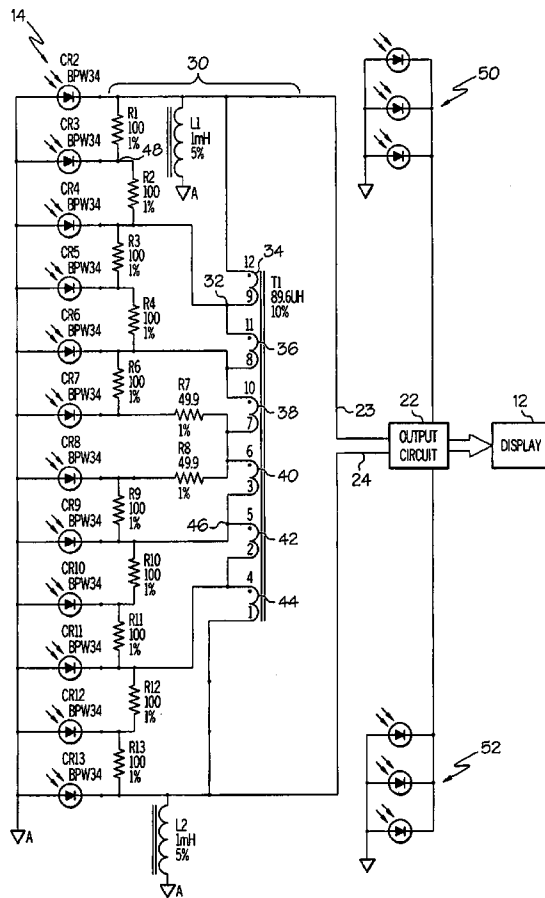 14
CR2
BPW34
30
50
R1
100
1%
L1
1mH
5%
A
CR3
BPW34
48
R2
100
1%
CR4
BPW34
R3
100
1%
CR5
BPW34
R4
100
1%
32
12
34
9
T1
89.6UH
10%
11
8
36
CR6
BPW34
R6
100
1%
10
7
38
CR7
BPW34
R7
49.9
1%
23
22
OUTPUT
CIRCUIT
12
DISPLAY
24
CR8
BPW34
R8
49.9
1%
6
3
40
R9
100
1%
CR9
BPW34
46
5
2
42
R10
100
1%
CR10
BPW34
4
1
44
R11
100
1%
CR11
BPW34
R12
100
1%
CR12
BPW34
R13
100
1%
CR13
BPW34
52
A
L2
1mH
5%
A